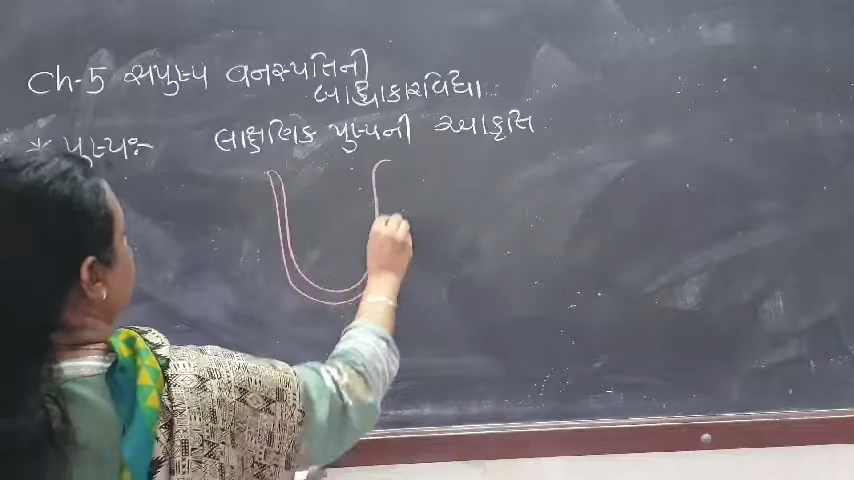 Ch-5 સપુષ્પ વનસ્પતિની
બાહ્યાકારવિદ્યા
* પુષ્પ:-
લાક્ષણિક પુષ્પની આકૃતિ